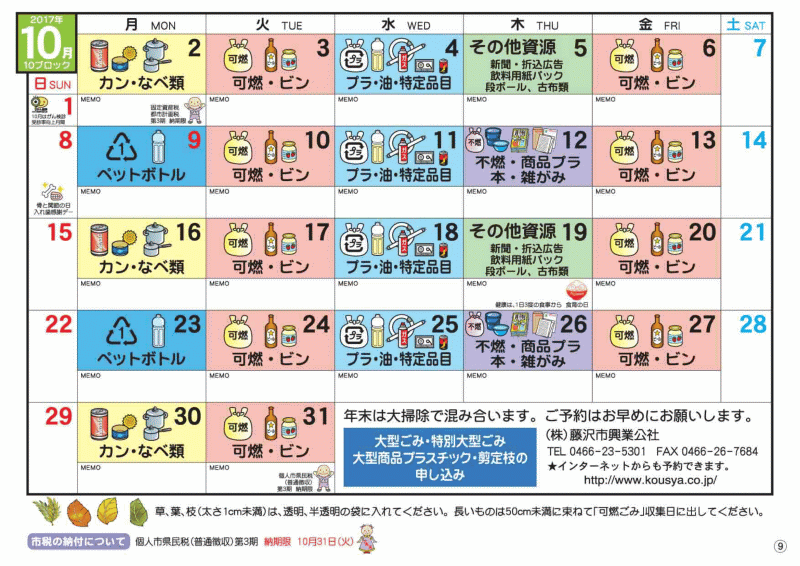 2017年
10月
10ブロック
日 SUN
月 MON
火 TUE
水 WED
木 THU
金 FRI
土 SAT
1
10月はがん検診
受診率向上月間
2
カン・なべ類
MEMO
固定資産税
都市計画税
第3期 納期限
3
可燃
可燃・ビン
MEMO
4
プラ
プラ・油・特定品目
MEMO
その他資源 5
新聞・折込広告
飲料用紙パック
段ボール、古布類
MEMO
6
可燃
可燃・ビン
MEMO
7
8
骨と関節の日
入れ歯感謝デー
1
9
ペットボトル
MEMO
10
可燃
可燃・ビン
MEMO
11
プラ
プラ・油・特定品目
MEMO
不燃
12
不燃・商品プラ
本・雑がみ
MEMO
13
可燃
可燃・ビン
MEMO
14
15
16
カン・なべ類
MEMO
17
可燃
可燃・ビン
MEMO
18
プラ
プラ・油・特定品目
MEMO
その他資源 19
新聞・折込広告
飲料用紙パック
段ボール、古布類
MEMO
健康は、1日3度の食事から 食育の日
20
可燃
可燃・ビン
MEMO
21
22
1
23
ペットボトル
MEMO
24
可燃
可燃・ビン
MEMO
25
プラ
プラ・油・特定品目
MEMO
不燃
26
不燃・商品プラ
本・雑がみ
MEMO
27
可燃
可燃・ビン
MEMO
28
29
30
カン・なべ類
MEMO
31
可燃
可燃・ビン
MEMO
個人市県民税
(普通徴収)
第3期 納期限
年末は大掃除で混み合います。ご予約はお早めにお願いします。
大型ごみ・特別大型ごみ
大型商品プラスチック・剪定枝の
申し込み
(株)藤沢市興業公社
TEL 0466-23-5301 FAX 0466-26-7684
★インターネットからも予約できます。
http://www.kousya.co.jp/
草、葉、枝(太さ1cm未満)は、透明、半透明の袋に入れてください。長いものは50cm未満に束ねて「可燃ごみ」収集日に出してください。
市税の納付について 個人市県民税(普通徴収)第3期 納期限 10月31日(火)
9